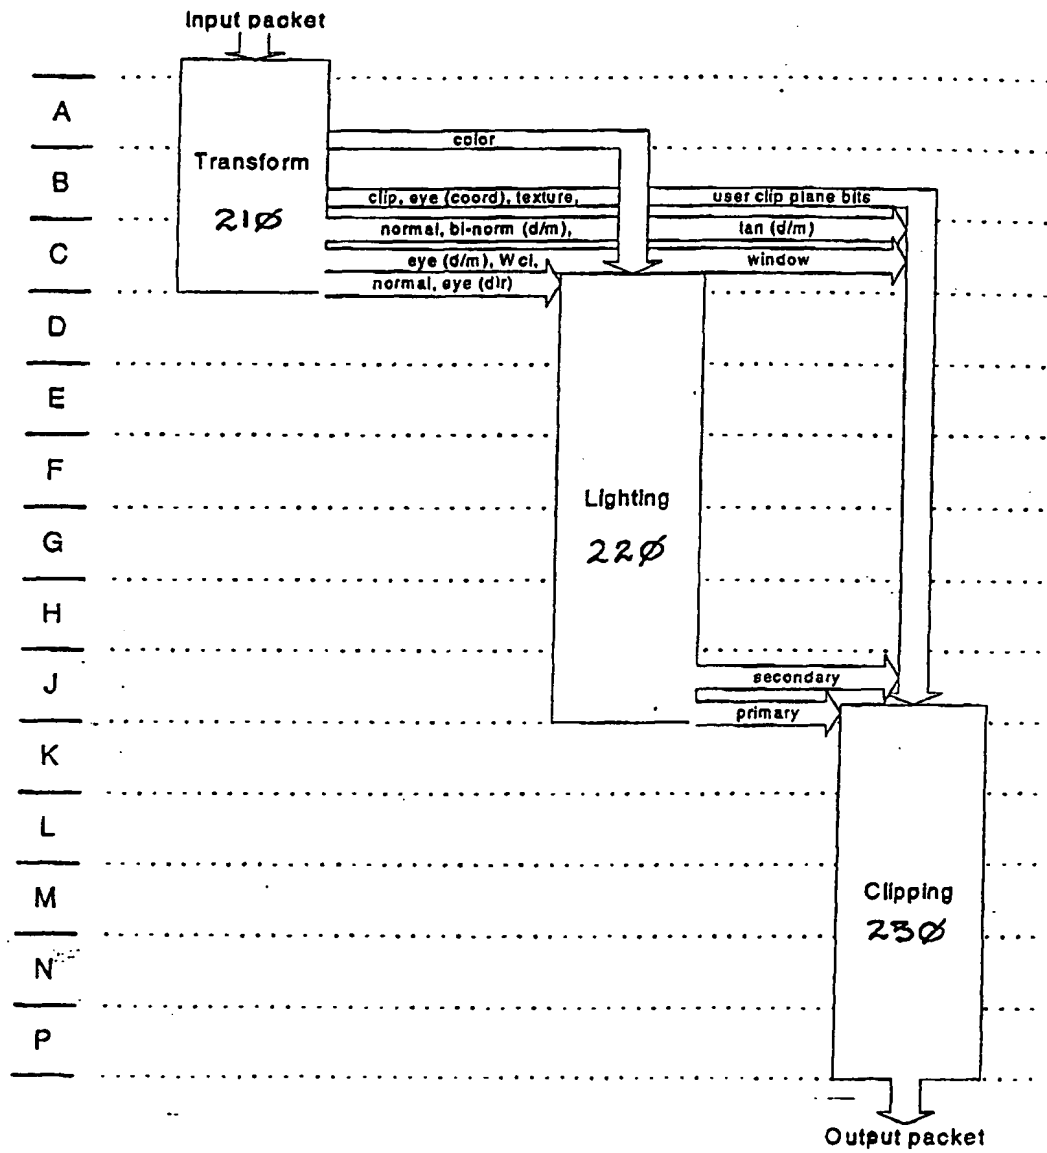 Input packet
A
color
Transform
B
clip, eye (coord), texture, user clip plane bits
210
normal, bi-norm (d/m), tan (d/m)
C
eye (d/m), Wcl, window
normal, eye (dir)
D
E
F
Lighting
G
220
H
J
secondary
primary
K
L
M
Clipping
230
N
P
Output packet